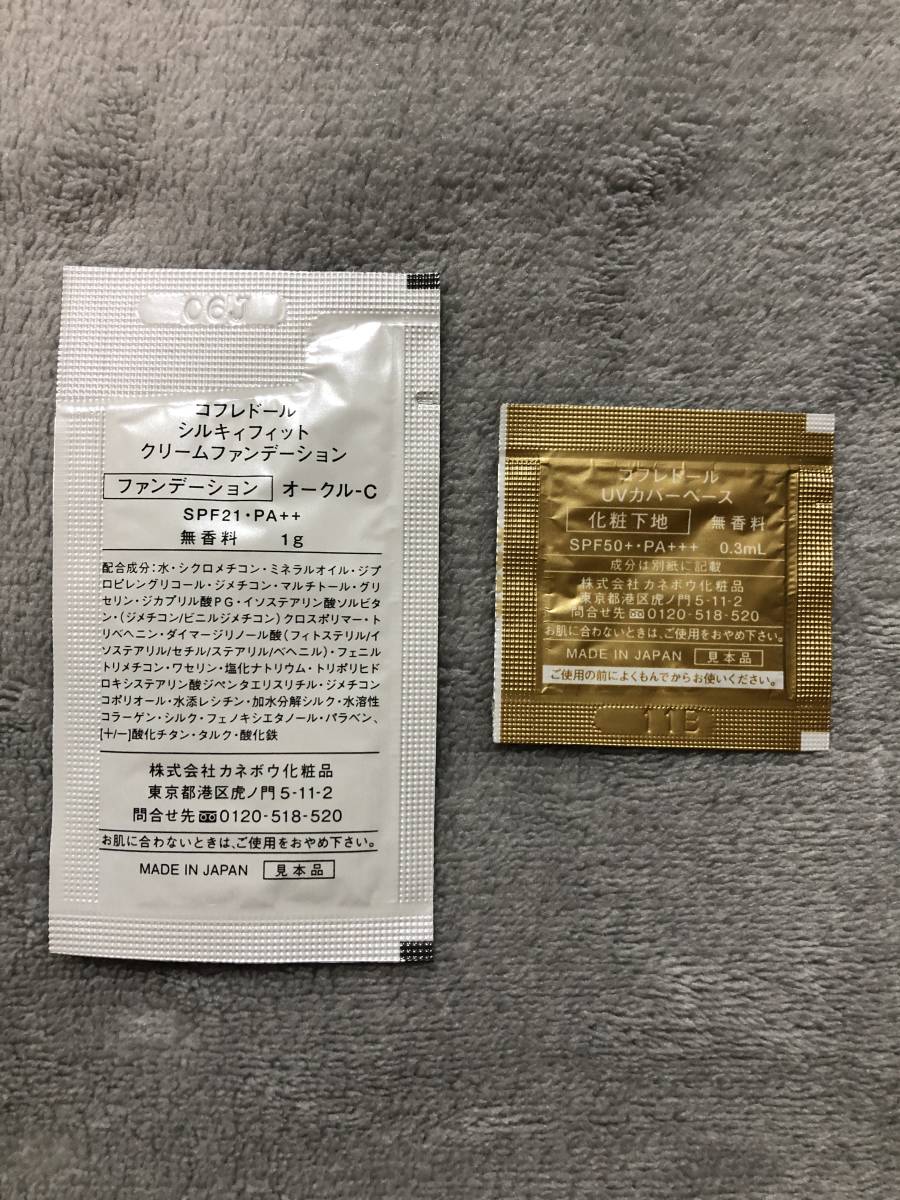 06J
コフレドール
シルキィフィット
クリームファンデーション
ファンデーション オークル-C
SPF21・PA++
無香料 1g
配合成分:水・シクロメチコン・ミネラルオイル・ジプ
ロピレングリコール・ジメチコン・マルチトール・グリ
セリン・ジカプリル酸PG・イソステアリン酸ソルビタ
ン・(ジメチコン/ビニルジメチコン)クロスポリマー・ト
リベヘニン・ダイマージリノール酸(フィトステリル/イ
ソステアリル/セチル/ステアリル/ベヘニル)・フェニル
トリメチコン・ワセリン・塩化ナトリウム・トリポリヒド
ロキシステアリン酸ジペンタエリスリチル・ジメチコン
コポリオール・水添レシチン・加水分解シルク・水溶性
コラーゲン・シルク・フェノキシエタノール・パラベン、
[+/-]酸化チタン・タルク・酸化鉄
株式会社カネボウ化粧品
東京都港区虎ノ門5-11-2
問合せ先 0120-518-520
お肌に合わないときは、ご使用をおやめ下さい。
MADE IN JAPAN 見本品
コフレドール
UVカバーベース
化粧下地 無香料
SPF50+・PA+++ 0.3mL
成分は別紙に記載
株式会社カネボウ化粧品
東京都港区虎ノ門5-11-2
問合せ先 0120-518-520
お肌に合わないときは、ご使用をおやめ下さい。
MADE IN JAPAN 見本品
ご使用の前によくもんでからお使いください。
11B